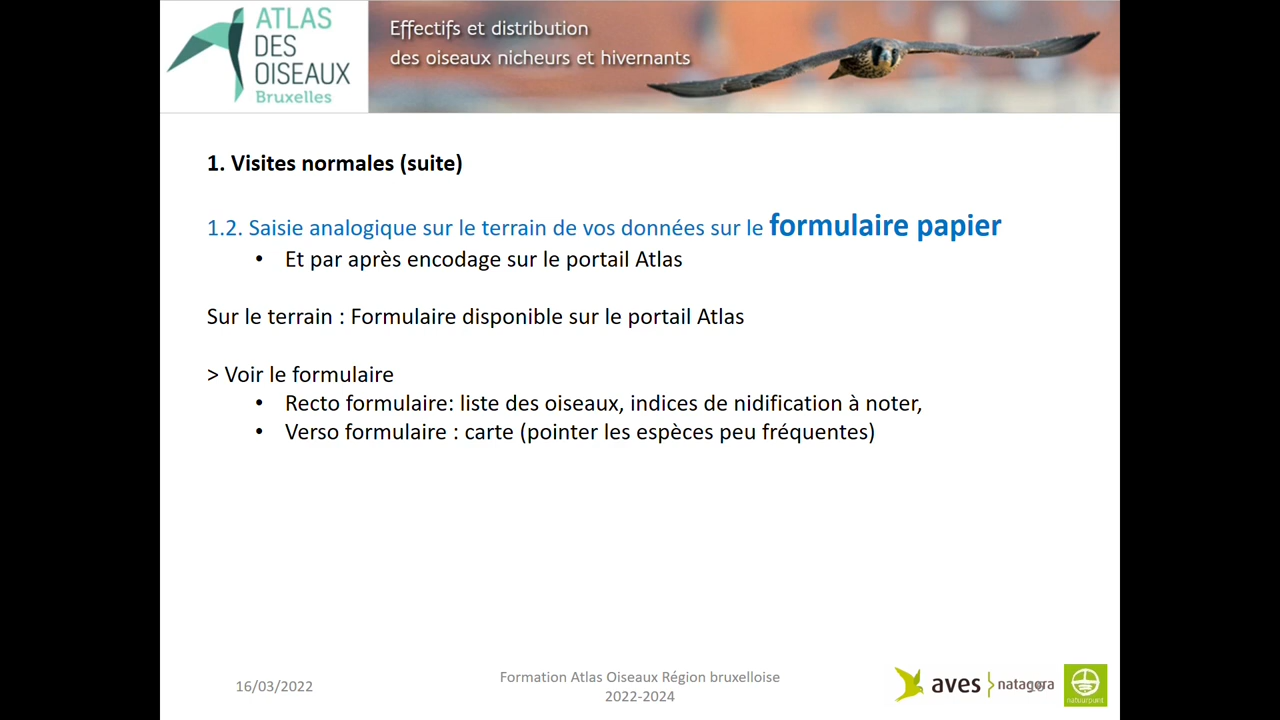 ATLAS
DES
OISEAUX
Bruxelles
Effectifs et distribution
des oiseaux nicheurs et hivernants
1. Visites normales (suite)
1.2. Saisie analogique sur le terrain de vos données sur le formulaire papier
• Et par après encodage sur le portail Atlas
Sur le terrain : Formulaire disponible sur le portail Atlas
> Voir le formulaire
• Recto formulaire: liste des oiseaux, indices de nidification à noter,
• Verso formulaire : carte (pointer les espèces peu fréquentes)
16/03/2022
Formation Atlas Oiseaux Région bruxelloise
2022-2024
aves
natagora
natuurpunt